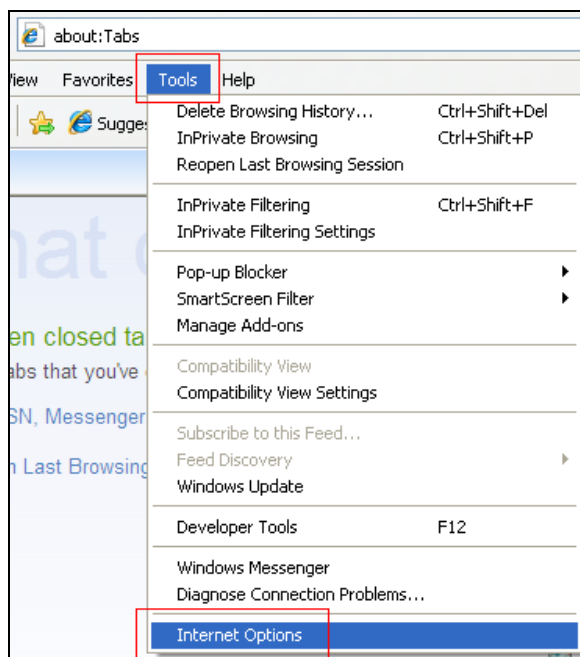 about:Tabs
View Favorites Tools Help
Delete Browsing History... Ctrl+Shift+Del
Sugges
InPrivate Browsing Ctrl+Shift+P
Reopen Last Browsing Session
InPrivate Filtering Ctrl+Shift+F
InPrivate Filtering Settings
hat
Pop-up Blocker
SmartScreen Filter
Manage Add-ons
en closed ta
abs that you've
Compatibility View
Compatibility View Settings
SN, Messenger
Subscribe to this Feed...
Feed Discovery
n Last Browsing
Windows Update
Developer Tools F12
Windows Messenger
Diagnose Connection Problems...
Internet Options